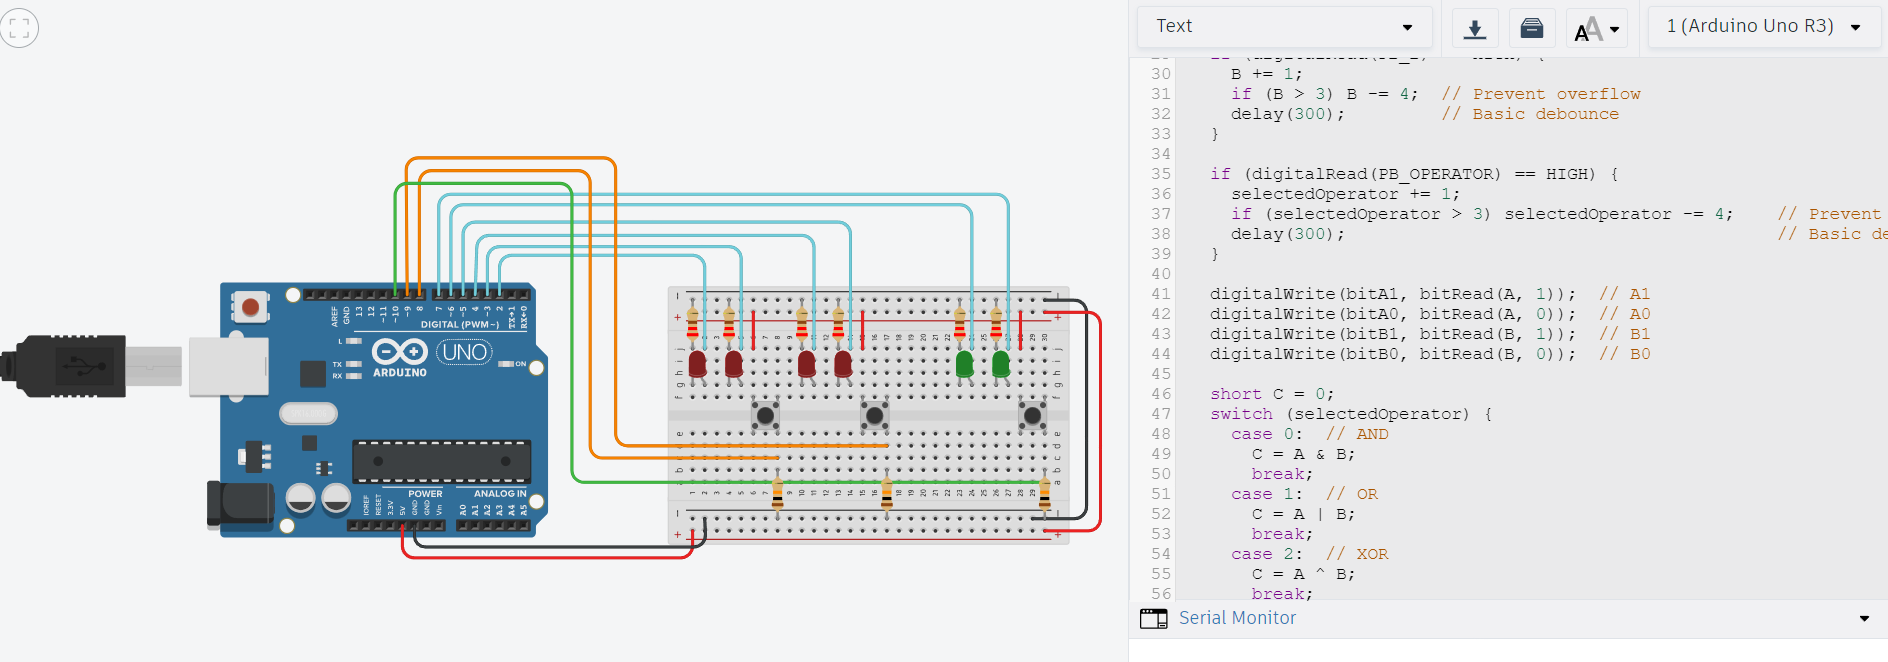 Text
1 (Arduino Uno R3)
30 B += 1;
31 if (B > 3) B -= 4; // Prevent overflow
32 delay(300); // Basic debounce
33 }
34
35 if (digitalRead(PB_OPERATOR) == HIGH) {
36 selectedOperator += 1;
37 if (selectedOperator > 3) selectedOperator -= 4; // Prevent
38 delay(300); // Basic de
39 }
40
41 digitalWrite(bitA1, bitRead(A, 1)); // A1
42 digitalWrite(bitA0, bitRead(A, 0)); // A0
43 digitalWrite(bitB1, bitRead(B, 1)); // B1
44 digitalWrite(bitB0, bitRead(B, 0)); // B0
45
46 short C = 0;
47 switch (selectedOperator) {
48 case 0: // AND
49 C = A & B;
50 break;
51 case 1: // OR
52 C = A | B;
53 break;
54 case 2: // XOR
55 C = A ^ B;
56 break;
Serial Monitor
AREF
GND
13
12
~11
~10
~9
8
7
~6
~5
4
~3
2
TX→1
RX←0
DIGITAL (PWM~)
L
TX
RX
ARDUINO
UNO
ON
IOREF
RESET
3.3V
5V
GND
GND
Vin
POWER
ANALOG IN
A0
A1
A2
A3
A4
A5